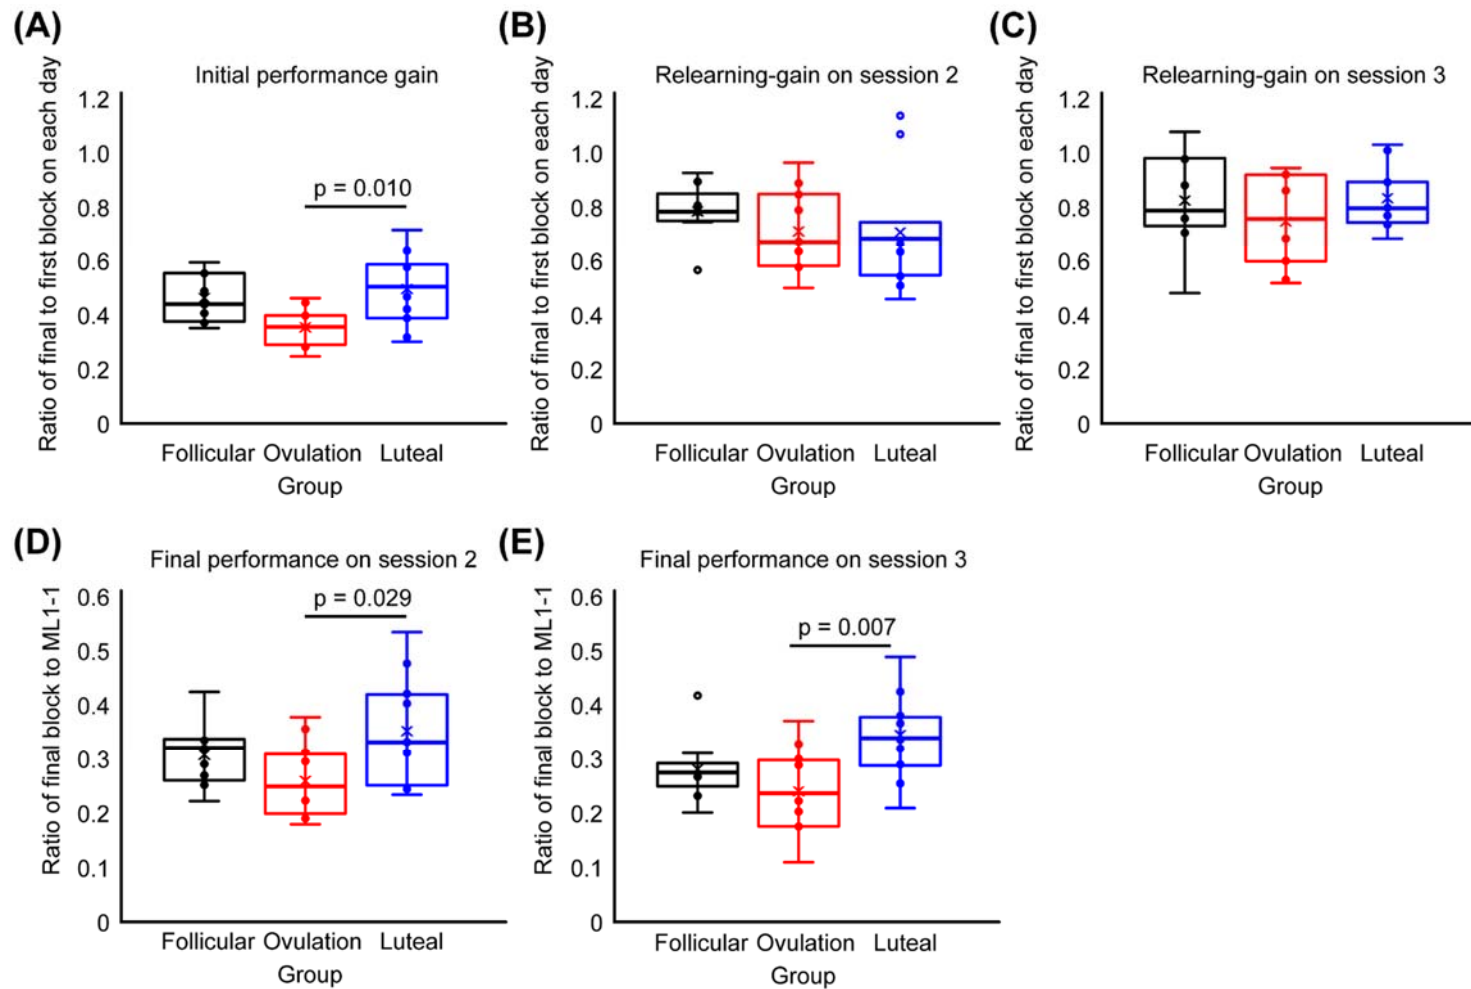 (A)
Initial performance gain
Ratio of final to first block on each day
1.2
1.0
0.8
0.6
0.4
0.2
0
p = 0.010
Follicular Ovulation Luteal
Group
(B)
Relearning-gain on session 2
Ratio of final to first block on each day
1.2
1.0
0.8
0.6
0.4
0.2
0
Follicular Ovulation Luteal
Group
(C)
Relearning-gain on session 3
Ratio of final to first block on each day
1.2
1.0
0.8
0.6
0.4
0.2
0
Follicular Ovulation Luteal
Group
(D)
Final performance on session 2
Ratio of final block to ML1-1
0.6
0.5
0.4
0.3
0.2
0.1
0
p = 0.029
Follicular Ovulation Luteal
Group
(E)
Final performance on session 3
Ratio of final block to ML1-1
0.6
0.5
0.4
0.3
0.2
0.1
0
p = 0.007
Follicular Ovulation Luteal
Group